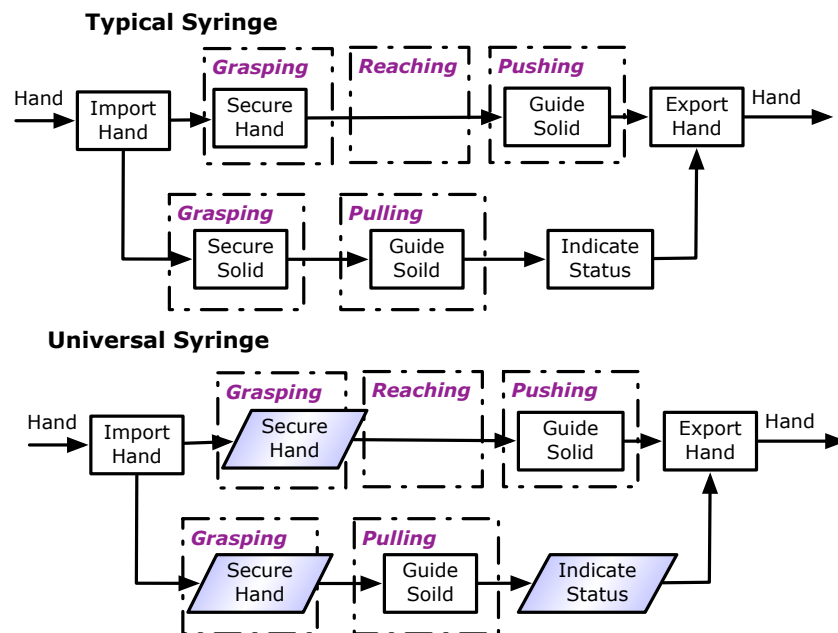 Typical Syringe
Grasping
Reaching
Pushing
Hand
Import
Hand
Secure
Hand
Guide
Solid
Export
Hand
Hand
Grasping
Pulling
Secure
Solid
Guide
Soild
Indicate
Status
Universal Syringe
Grasping
Reaching
Pushing
Hand
Import
Hand
Secure
Hand
Guide
Solid
Export
Hand
Hand
Grasping
Pulling
Secure
Hand
Guide
Soild
Indicate
Status